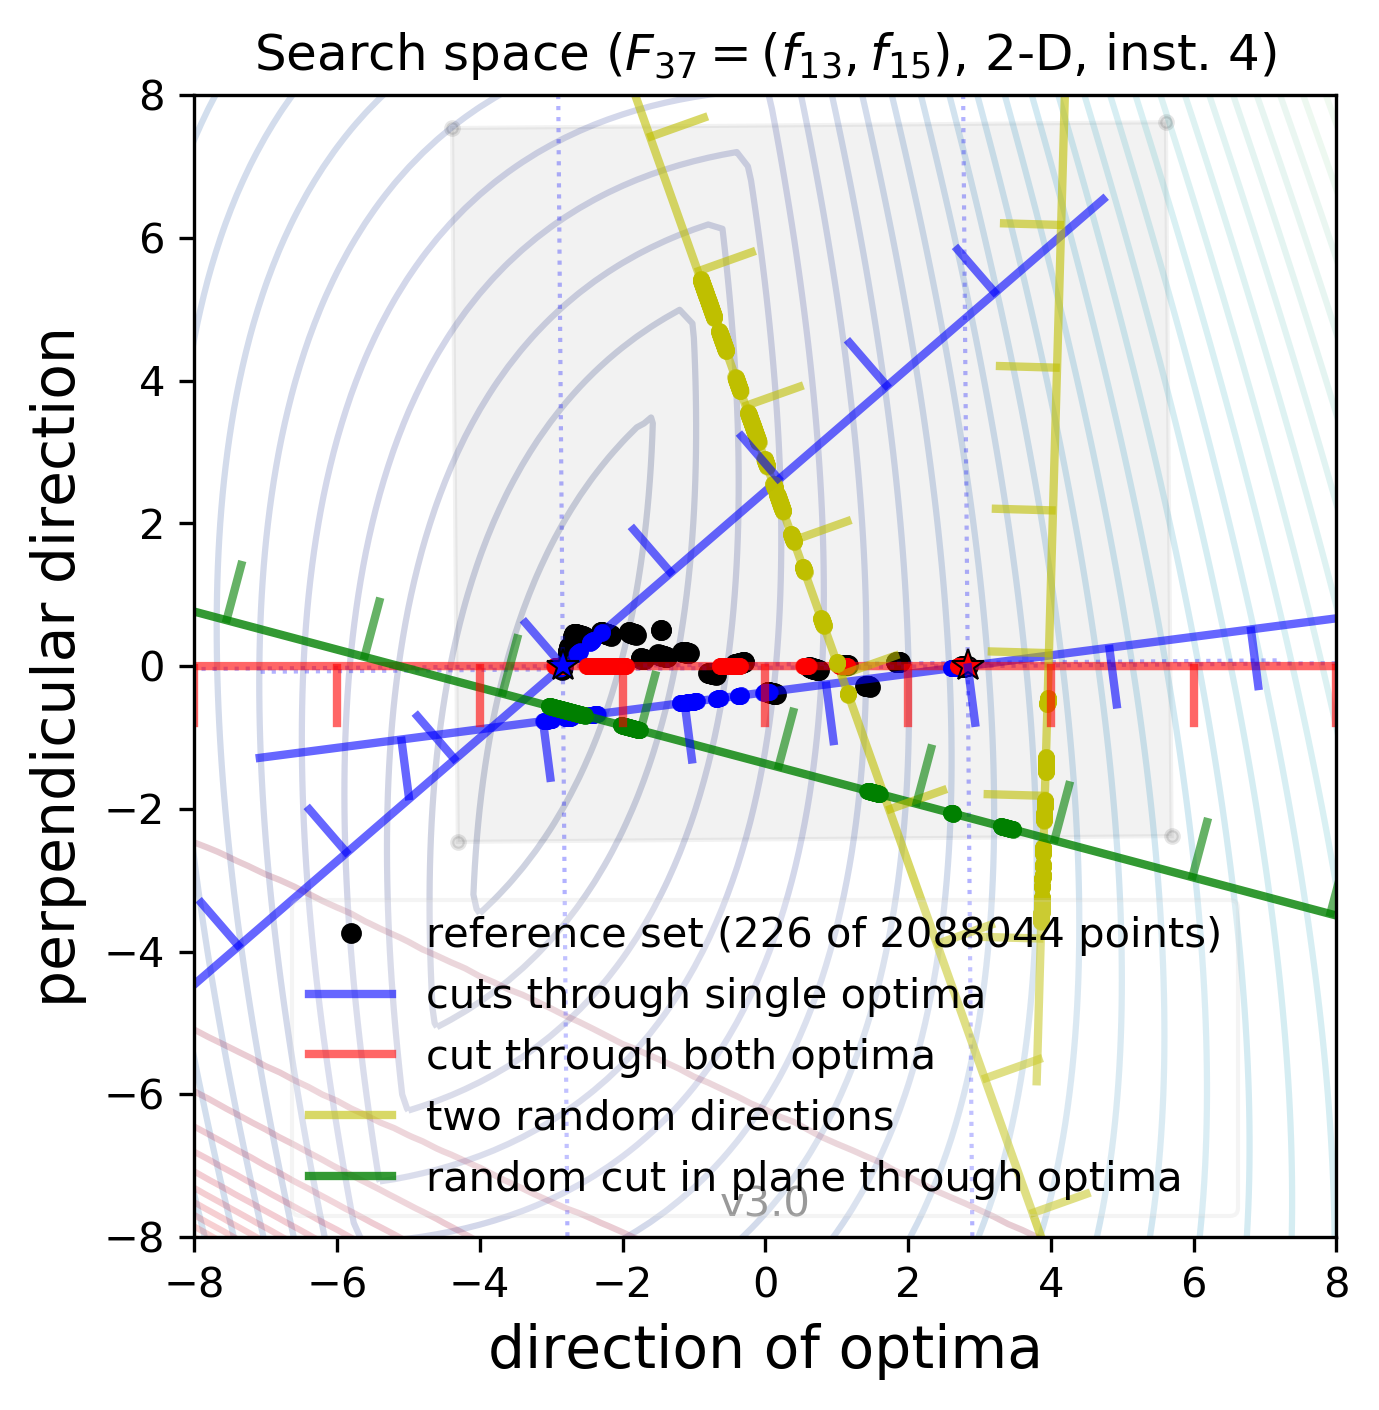 Search space (F37 = (f13, f15), 2-D, inst. 4)
perpendicular direction
8
6
4
2
0
−2
−4
−6
−8
reference set (226 of 2088044 points)
cuts through single optima
cut through both optima
two random directions
random cut in plane through optima
v3.0
−8 −6 −4 −2 0 2 4 6 8
direction of optima